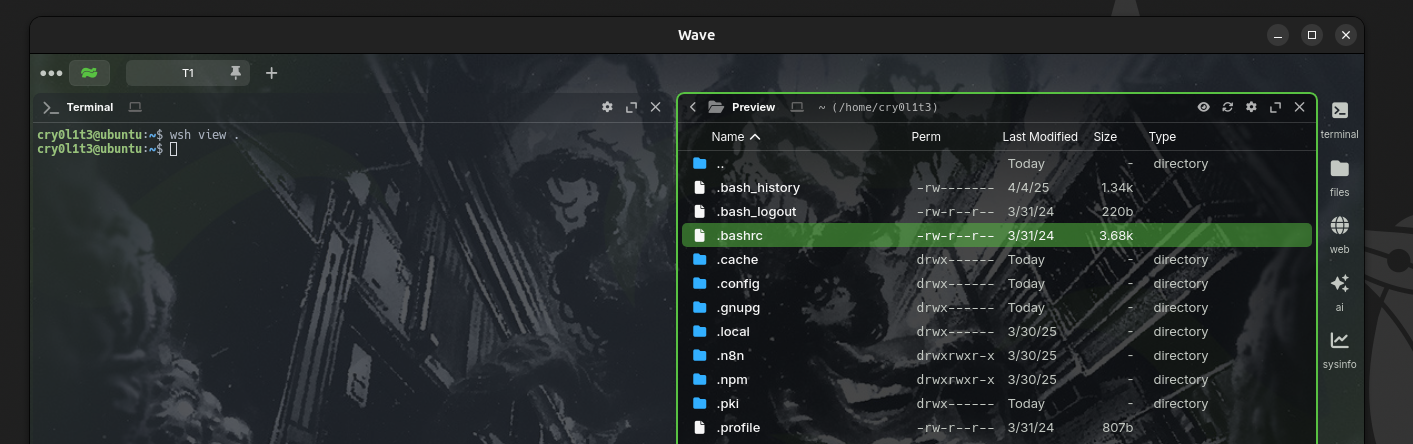 Wave
T1
Terminal
cry0l1t3@ubuntu:~$ wsh view .
cry0l1t3@ubuntu:~$
Preview ~ (/home/cry0l1t3)
Name Perm Last Modified Size Type
.. Today - directory
.bash_history -rw------- 4/4/25 1.34k
.bash_logout -rw-r--r-- 3/31/24 220b
.bashrc -rw-r--r-- 3/31/24 3.68k
.cache drwx------ Today - directory
.config drwx------ Today - directory
.gnupg drwx------ Today - directory
.local drwx------ 3/30/25 - directory
.n8n drwxrwxr-x 3/30/25 - directory
.npm drwxrwxr-x 3/30/25 - directory
.pki drwx------ Today - directory
.profile -rw-r--r-- 3/31/24 807b
terminal
files
web
ai
sysinfo